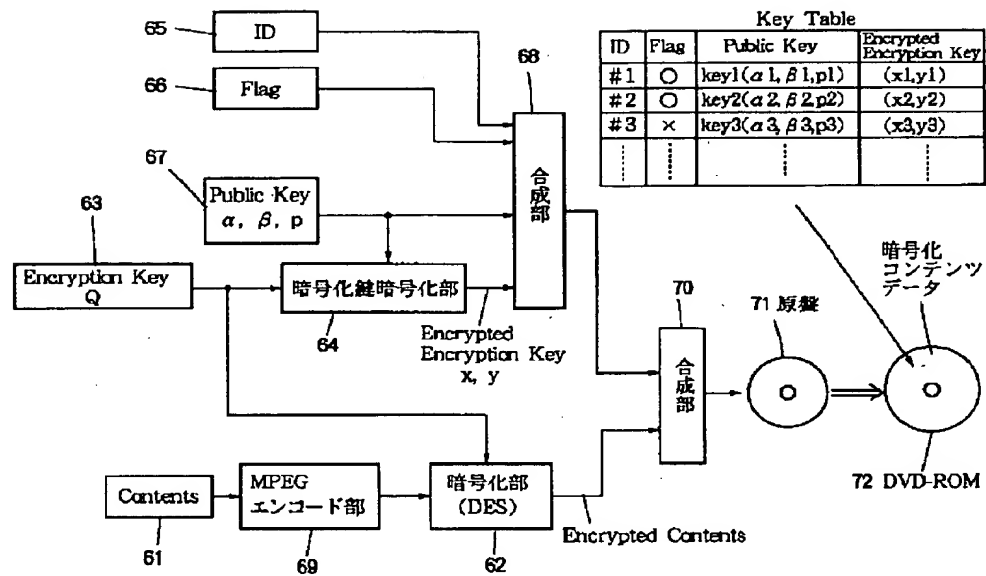 65
ID
66
Flag
67
Public Key
α, β, p
63
Encryption Key
Q
暗号化鍵暗号化部
64
Encrypted
Encryption Key
x, y
68
合成部
Key Table
ID Flag Public Key Encrypted Encryption Key
#1 ○ key1(α1, β1,p1) (x1,y1)
#2 ○ key2(α2, β2,p2) (x2,y2)
#3 × key3(α3, β3,p3) (x3,y3)
70
合成部
71 原盤
暗号化
コンテンツ
データ
72 DVD-ROM
Contents
61
MPEG
エンコード部
69
暗号化部
(DES)
62
Encrypted Contents